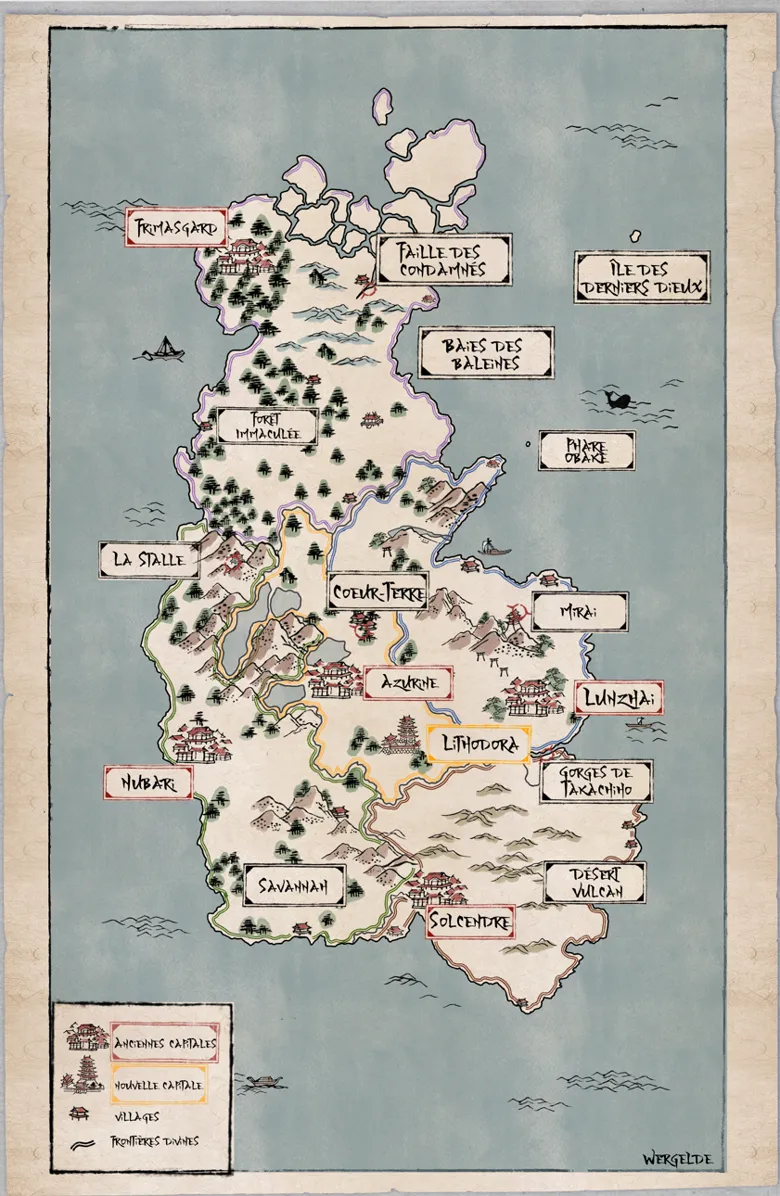 FRIMASGARD
FAILLE DES
CONDAMNÉS
ÎLE DES
DERNIERS DIEUX
BAIES DES
BALEINES
FORÊT
IMMACULÉE
PHARE
OBAKE
LA STALLE
COEUR-TERRE
MIRAI
AZURINE
LUNZHAI
LITHODORA
NUBARI
GORGES DE
TAKACHIHO
SAVANNAH
DÉSERT
VULCAN
SOLCENDRE
ANCIENNES CAPITALES
NOUVELLE CAPITALE
VILLAGES
FRONTIÈRES DIVINES
WERGELDE